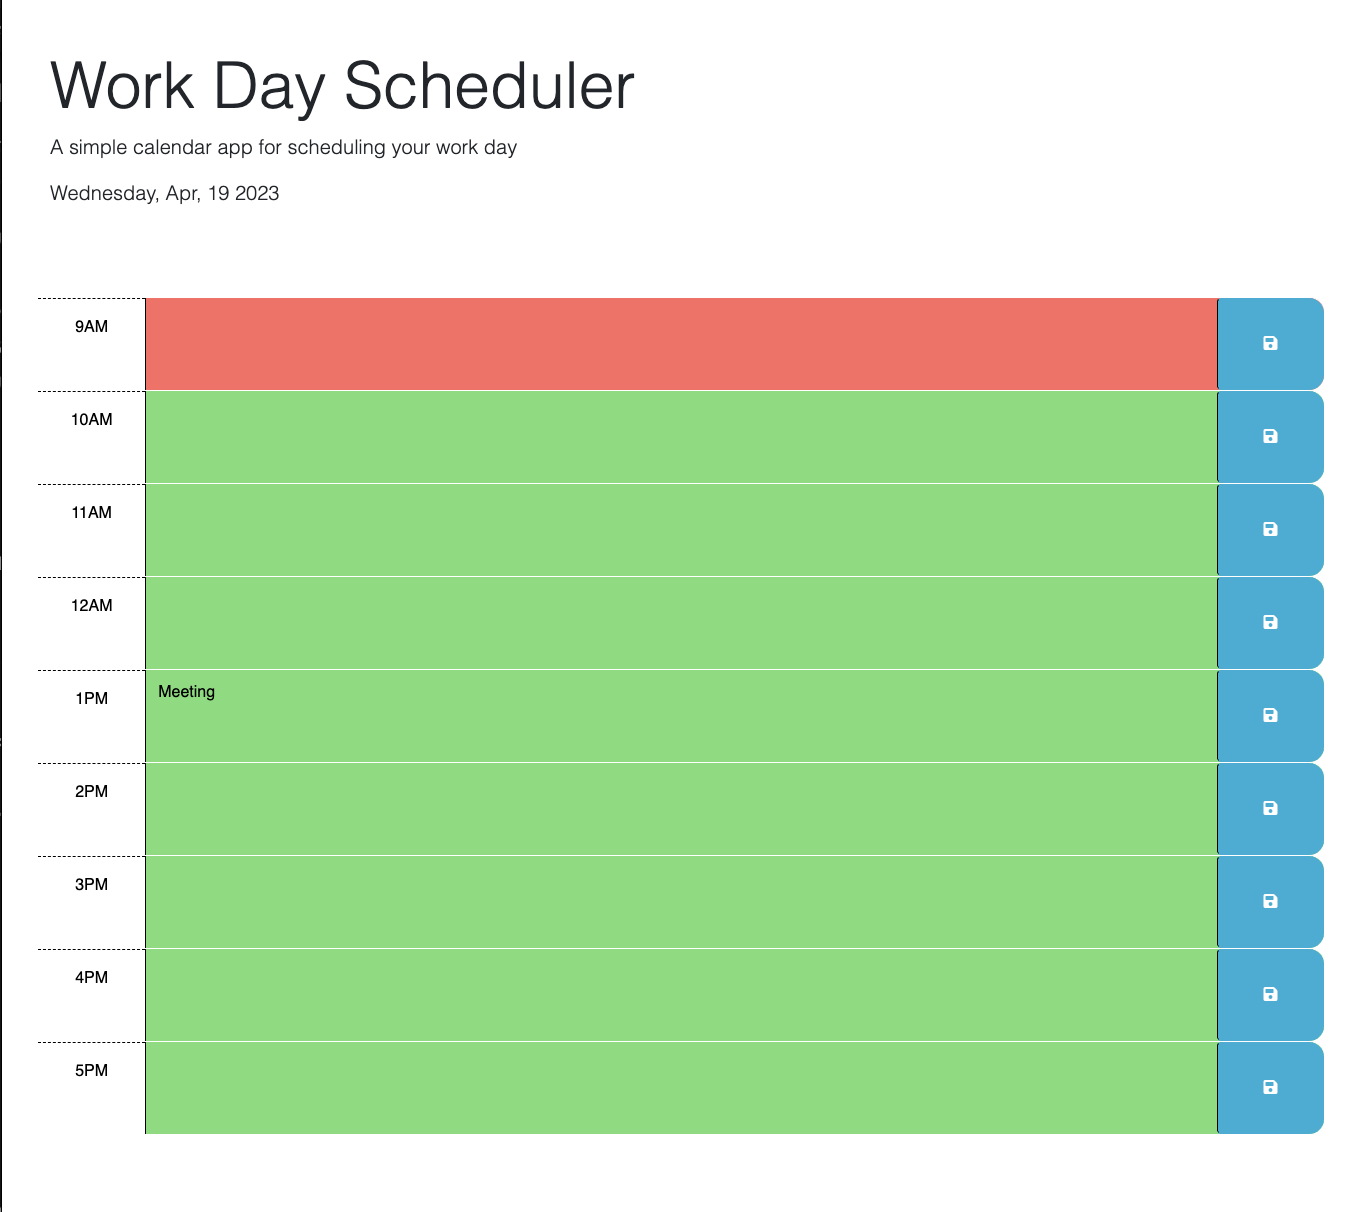 Work Day Scheduler
A simple calendar app for scheduling your work day
Wednesday, Apr, 19 2023
9AM
10AM
11AM
12AM
1PM
Meeting
2PM
3PM
4PM
5PM